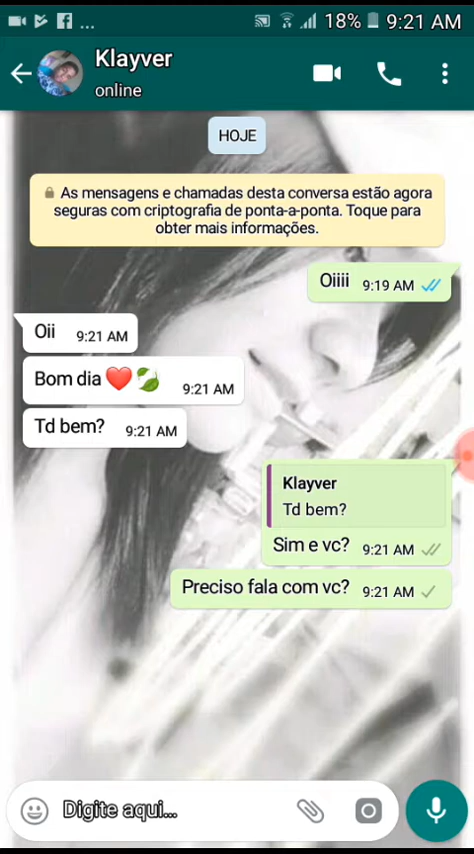 18% 9:21 AM
Klayver
online
HOJE
As mensagens e chamadas desta conversa estão agora
seguras com criptografia de ponta-a-ponta. Toque para
obter mais informações.
Oiiii 9:19 AM
Oii 9:21 AM
Bom dia❤️🍃 9:21 AM
Td bem? 9:21 AM
Klayver
Td bem?
Sim e vc? 9:21 AM
Preciso fala com vc? 9:21 AM
Digite aqui...